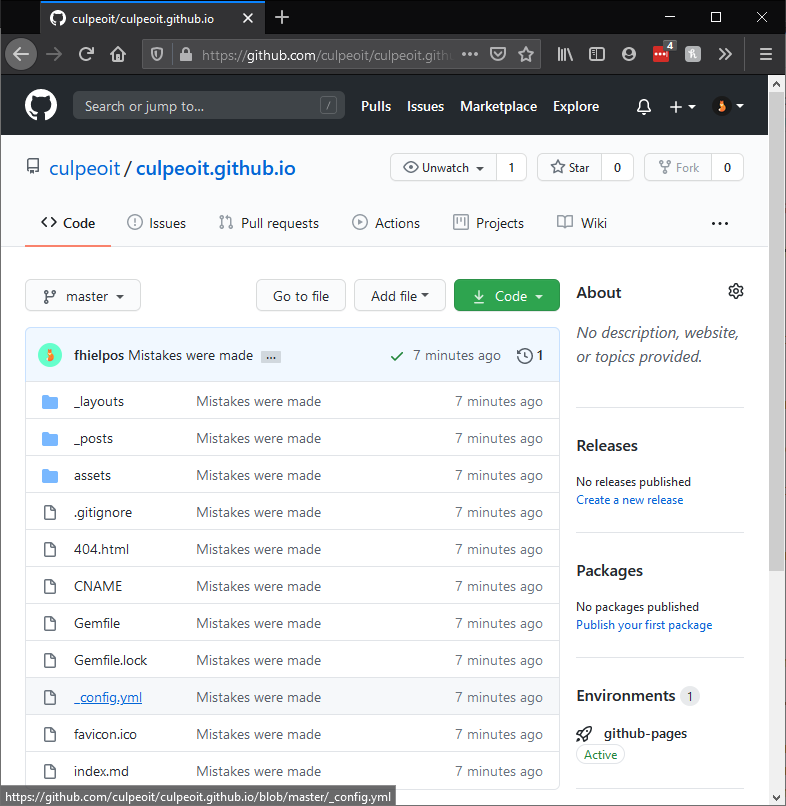 culpeoit/culpeoit.github.io
https://github.com/culpeoit/culpeoit.gith
4
Search or jump to... /
Pulls Issues Marketplace Explore
culpeoit / culpeoit.github.io
Unwatch 1 Star 0 Fork 0
Code Issues Pull requests Actions Projects Wiki ...
master Go to file Add file Code
fhielpos Mistakes were made ... 7 minutes ago 1
_layouts Mistakes were made 7 minutes ago
_posts Mistakes were made 7 minutes ago
assets Mistakes were made 7 minutes ago
.gitignore Mistakes were made 7 minutes ago
404.html Mistakes were made 7 minutes ago
CNAME Mistakes were made 7 minutes ago
Gemfile Mistakes were made 7 minutes ago
Gemfile.lock Mistakes were made 7 minutes ago
_config.yml Mistakes were made 7 minutes ago
favicon.ico Mistakes were made 7 minutes ago
index.md Mistakes were made 7 minutes ago
About
No description, website,
or topics provided.
Releases
No releases published
Create a new release
Packages
No packages published
Publish your first package
Environments 1
github-pages
Active
https://github.com/culpeoit/culpeoit.github.io/blob/master/_config.yml